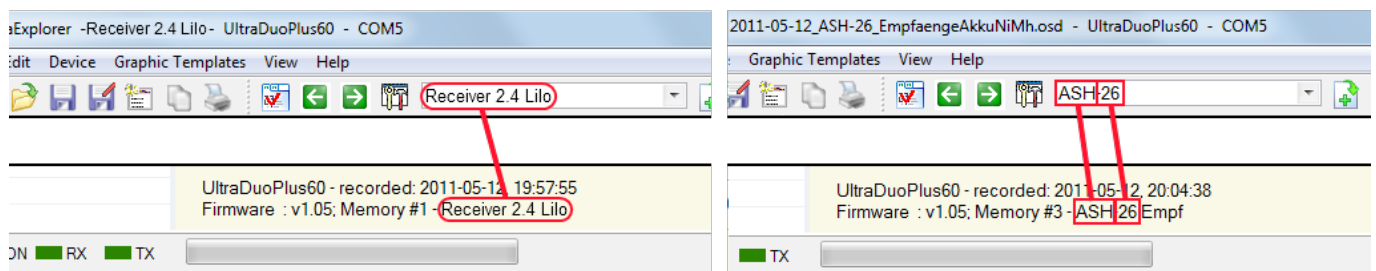 aExplorer -Receiver 2.4 Lilo- UltraDuoPlus60 - COM5
Edit Device Graphic Templates View Help
Receiver 2.4 Lilo
UltraDuoPlus60 - recorded: 2011-05-12, 19:57:55
Firmware : v1.05; Memory #1 - Receiver 2.4 Lilo
ON RX TX
2011-05-12_ASH-26_EmpfaengeAkkuNiMh.osd - UltraDuoPlus60 - COM5
Graphic Templates View Help
ASH-26
UltraDuoPlus60 - recorded: 2011-05-12, 20:04:38
Firmware : v1.05; Memory #3 - ASH-26 Empf
TX